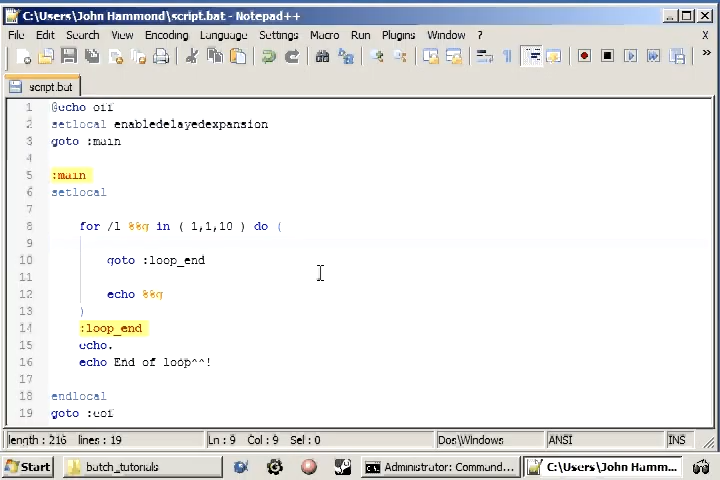 C:\Users\John Hammond\script.bat - Notepad++
File Edit Search View Encoding Language Settings Macro Run Plugins Window ? X
script.bat
1 @echo off
2 setlocal enabledelayedexpansion
3 goto :main
4
5 :main
6 setlocal
7
8 for /l %%g in ( 1,1,10 ) do (
9
10 goto :loop_end
11
12 echo %%g
13 )
14 :loop_end
15 echo.
16 echo End of loop^^!
17
18 endlocal
19 goto :eof
length : 216 lines : 19 Ln : 9 Col : 9 Sel : 0 Dos\Windows ANSI INS
Start batch_tutorials Administrator: Command... C:\Users\John Hamm...